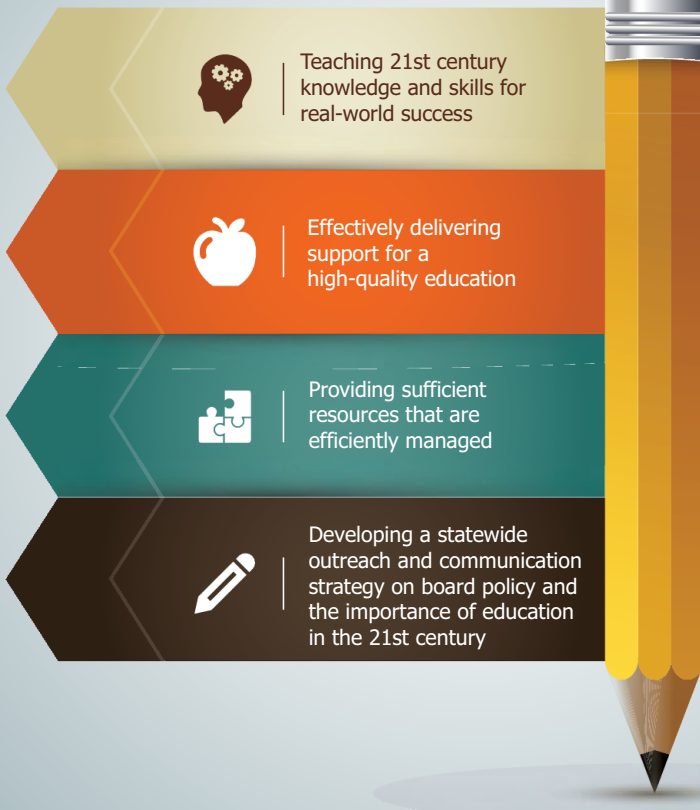 Teaching 21st century
knowledge and skills for
real-world success
Effectively delivering
support for a
high-quality education
Providing sufficient
resources that are
efficiently managed
Developing a statewide
outreach and communication
strategy on board policy and
the importance of education
in the 21st century